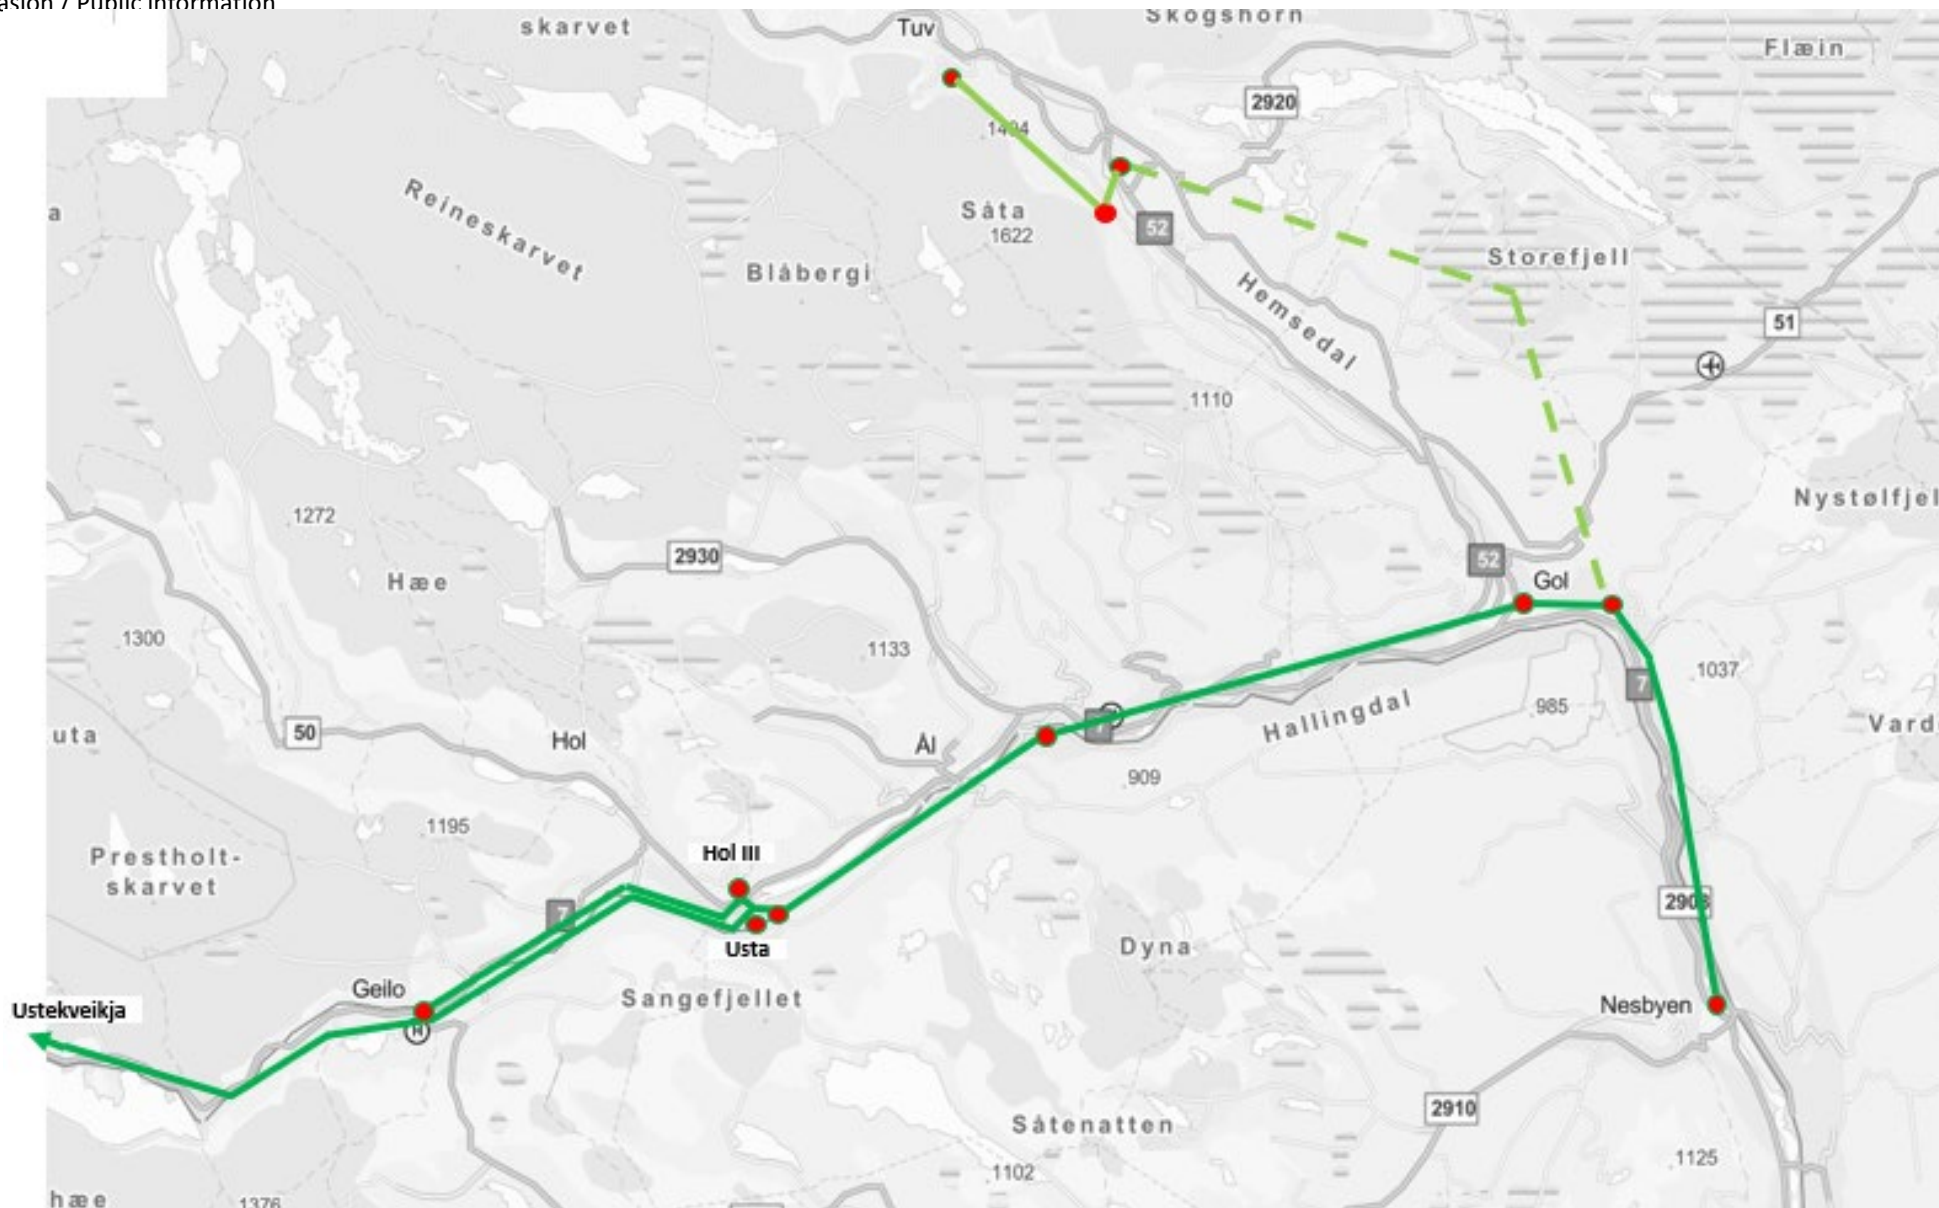 asjon / Public information
skarvet
Tuv
Skogshorn
Flæin
2920
1494
a
Reineskarvet
Såta
1622
52
Blåbergi
Storefjell
Hemsedal
51
1110
1272
Nystølfjel
2930
52
Gol
Hæe
1300
1133
1037
7
985
uta
50
Hol
Ål
7
Hallingdal
Vard
909
1195
Prestholt-
skarvet
Hol III
7
2908
Usta
Dyna
Geilo
Sangefjellet
Nesbyen
Ustekveikja
N
2910
Såtenatten
1102
1125
hæe
1376